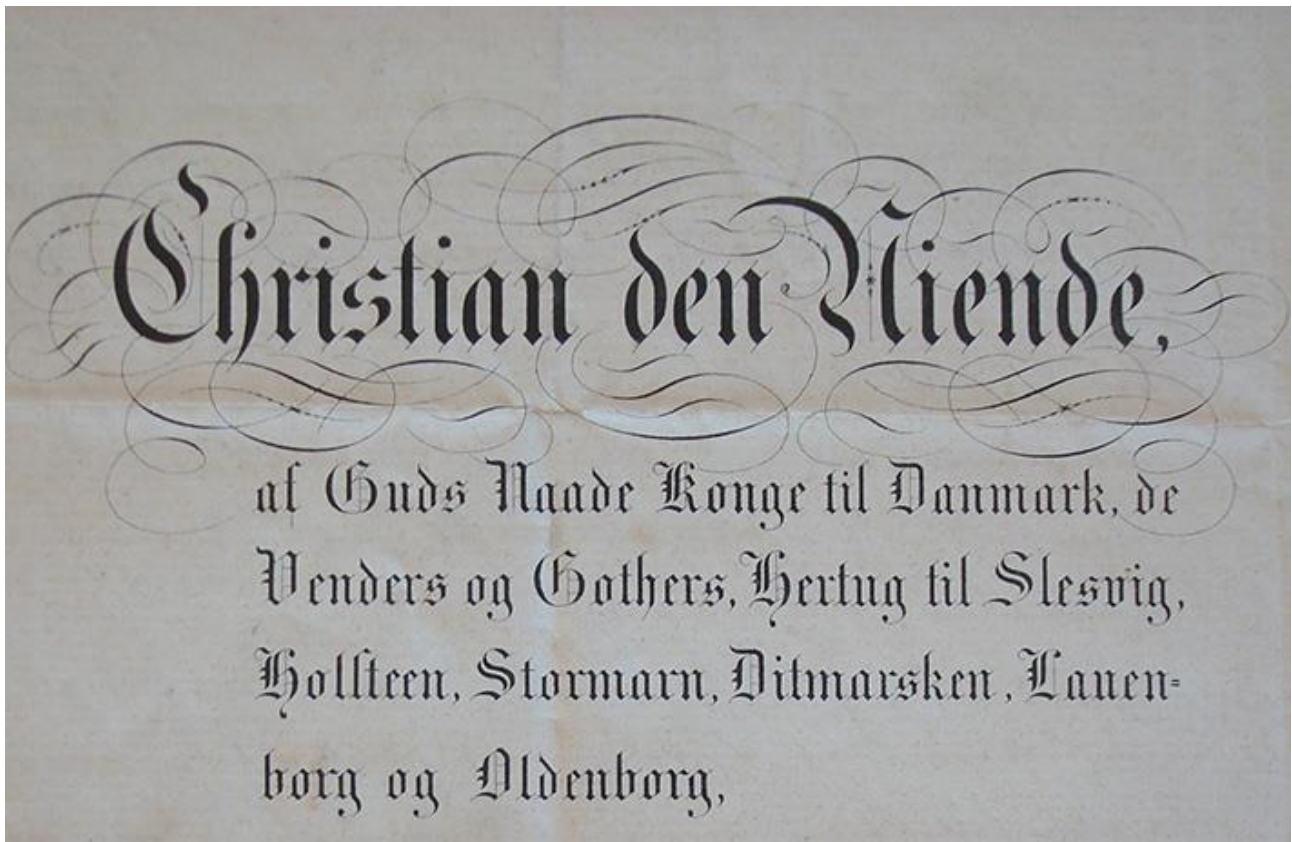 Christian den Niende,
af Guds Naade Konge til Danmark, de
Venders og Gothers, Hertug til Slesvig,
Holsteen, Stormarn, Ditmarsken, Lauen-
borg og Oldenborg,